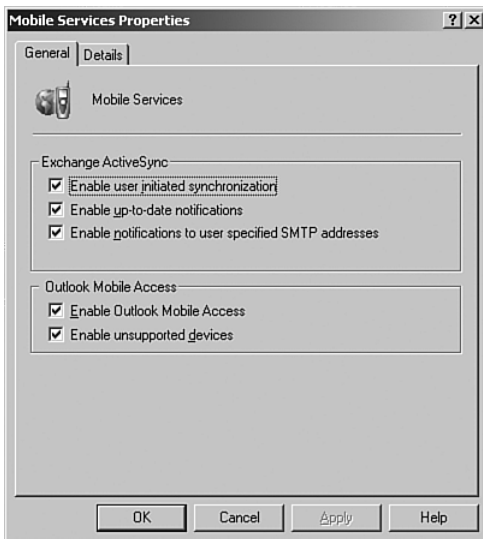 Mobile Services Properties
General Details
Mobile Services
Exchange ActiveSync
Enable user initiated synchronization
Enable up-to-date notifications
Enable notifications to user specified SMTP addresses
Outlook Mobile Access
Enable Outlook Mobile Access
Enable unsupported devices
OK Cancel Apply Help